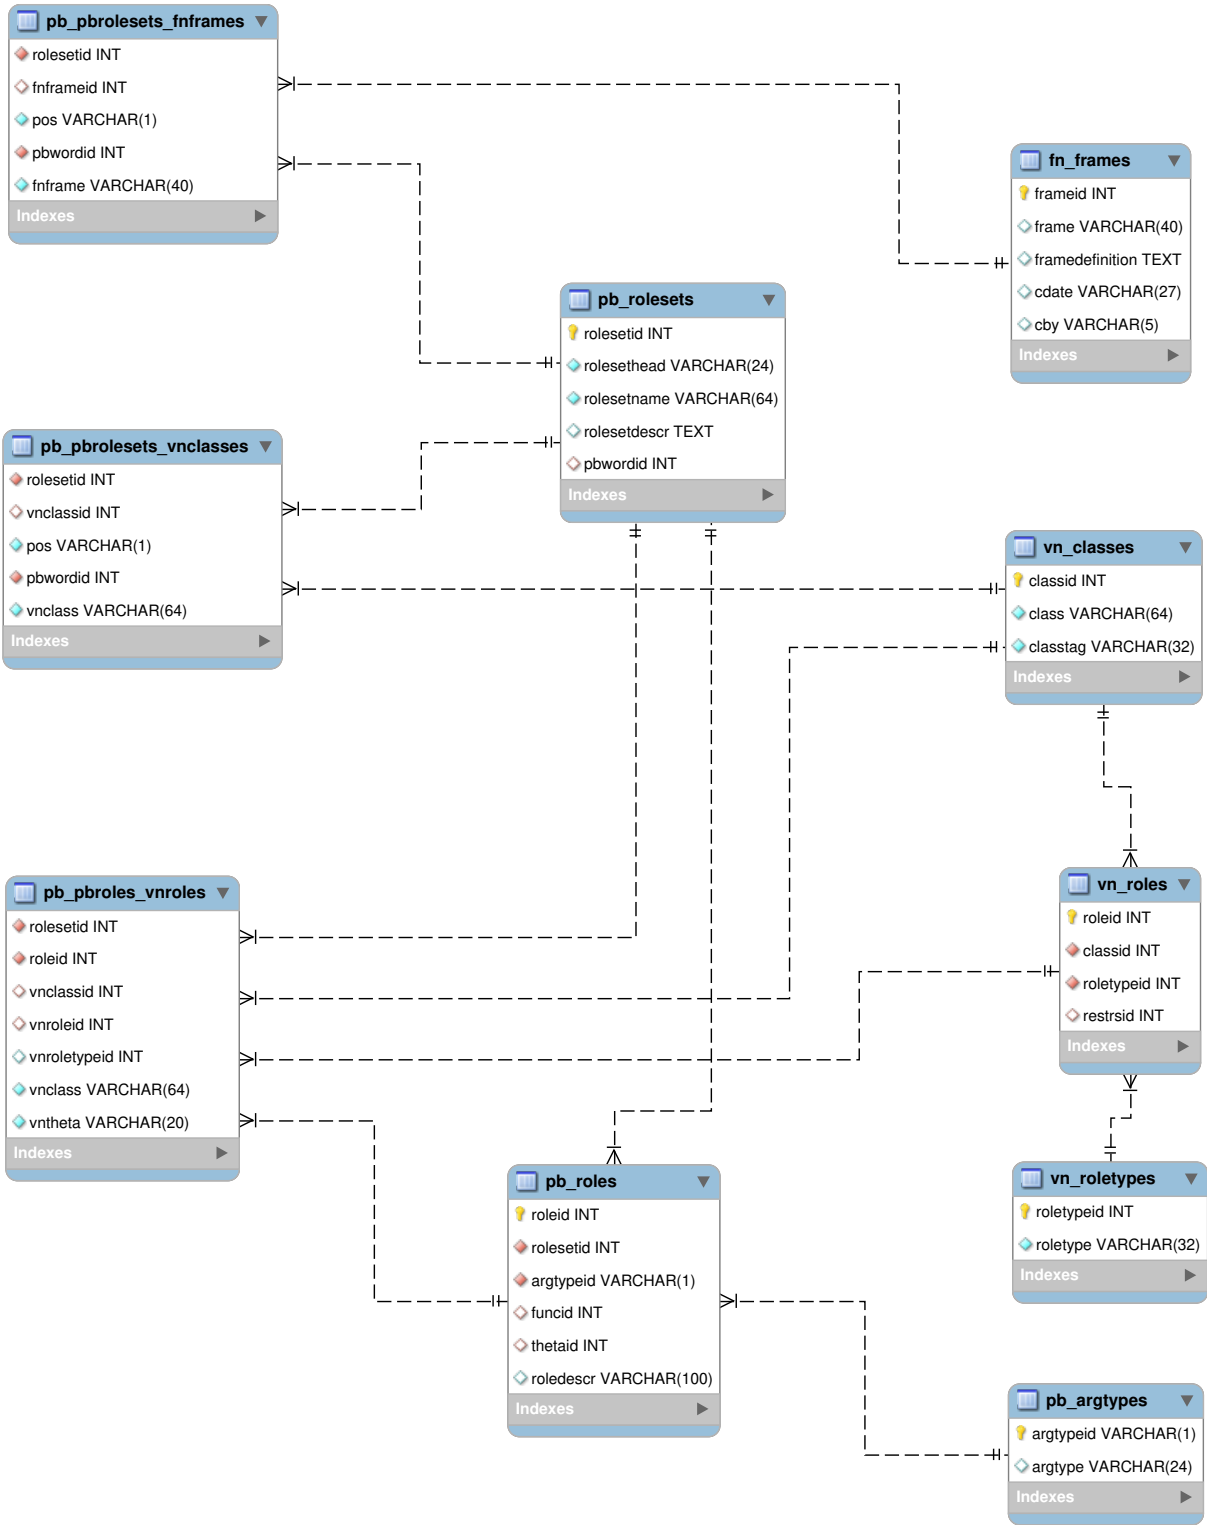 pb_pbrolesets_fnframes
rolesetid INT
fnframeid INT
pos VARCHAR(1)
pbwordid INT
fnframe VARCHAR(40)
Indexes
fn_frames
frameid INT
frame VARCHAR(40)
framedefinition TEXT
cdate VARCHAR(27)
cby VARCHAR(5)
Indexes
pb_rolesets
rolesetid INT
rolesethead VARCHAR(24)
rolesetname VARCHAR(64)
rolesetdescr TEXT
pbwordid INT
Indexes
pb_pbrolesets_vnclasses
rolesetid INT
vnclassid INT
pos VARCHAR(1)
pbwordid INT
vnclass VARCHAR(64)
Indexes
vn_classes
classid INT
class VARCHAR(64)
classtag VARCHAR(32)
Indexes
pb_pbroles_vnroles
rolesetid INT
roleid INT
vnclassid INT
vnroleid INT
vnroletypeid INT
vnclass VARCHAR(64)
vntheta VARCHAR(20)
Indexes
vn_roles
roleid INT
classid INT
roletypeid INT
restrsid INT
Indexes
pb_roles
roleid INT
rolesetid INT
argtypeid VARCHAR(1)
funcid INT
thetaid INT
roledescr VARCHAR(100)
Indexes
vn_roletypes
roletypeid INT
roletype VARCHAR(32)
Indexes
pb_argtypes
argtypeid VARCHAR(1)
argtype VARCHAR(24)
Indexes